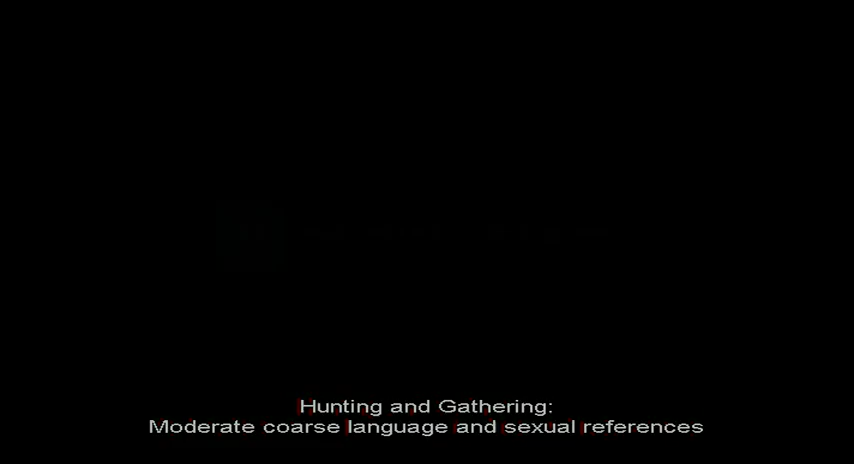 Hunting and Gathering:
Moderate coarse language and sexual references